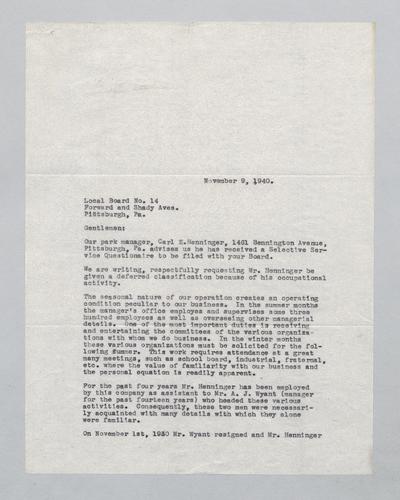 November 9, 1940.
Local Board No. 14
Forward and Shady Aves.
Pittsburgh, Pa.
Gentlemen:
Our park manager, Carl E.Henninger, 1461 Bennington Avenue,
Pittsburgh, Pa. advises us he has received a Selective Ser-
vice Questionaire to be filed with your Board.
We are writing, respectfully requesting Mr. Henninger be
given a deferred classification because of his occupational
activity.
The seasonal nature of our operation creates an operating
condition peculiar to our business. In the summer months
the manager's office employs and supervises some three
hundred employees as well as overseeing other managerial
details. One of the most important duties is receiving
and entertaining the committees of the various organiza-
tions with whom we do business. In the winter months
these various organizations must be solicited for the fol-
lowing summer. This work requires attendance at a great
many meetings, such as school board, industrial, fraternal,
etc. where the value of familiarity with our business and
the personal equation is readily apparent.
For the past four years Mr. Henninger has been employed
by this company as assistant to Mr. A. J. Wyant (manager
for the past fourteen years) who headed these various
activities. Consequently, these two men were necessari-
ly acquainted with many details with which they alone
were familiar.
On November 1st, 1930 Mr. Wyant resigned and Mr. Henninger